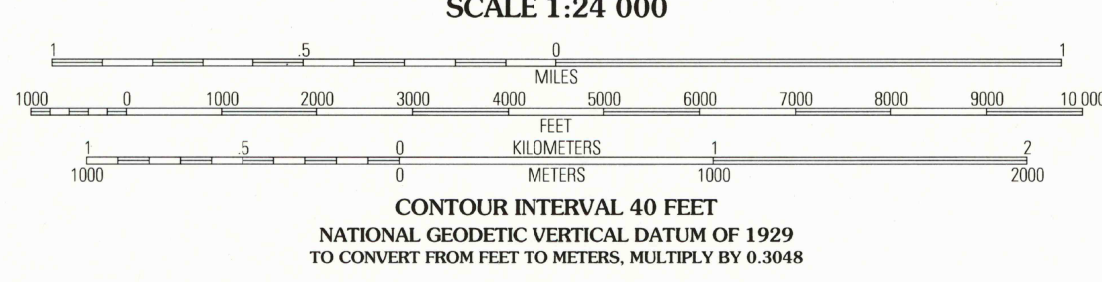 SCALE 1:24 000
1 .5 0 1
MILES
1000 0 1000 2000 3000 4000 5000 6000 7000 8000 9000 10 000
FEET
1 .5 0 KILOMETERS 1 2
1000 0 METERS 1000 2000
CONTOUR INTERVAL 40 FEET
NATIONAL GEODETIC VERTICAL DATUM OF 1929
TO CONVERT FROM FEET TO METERS, MULTIPLY BY 0.3048